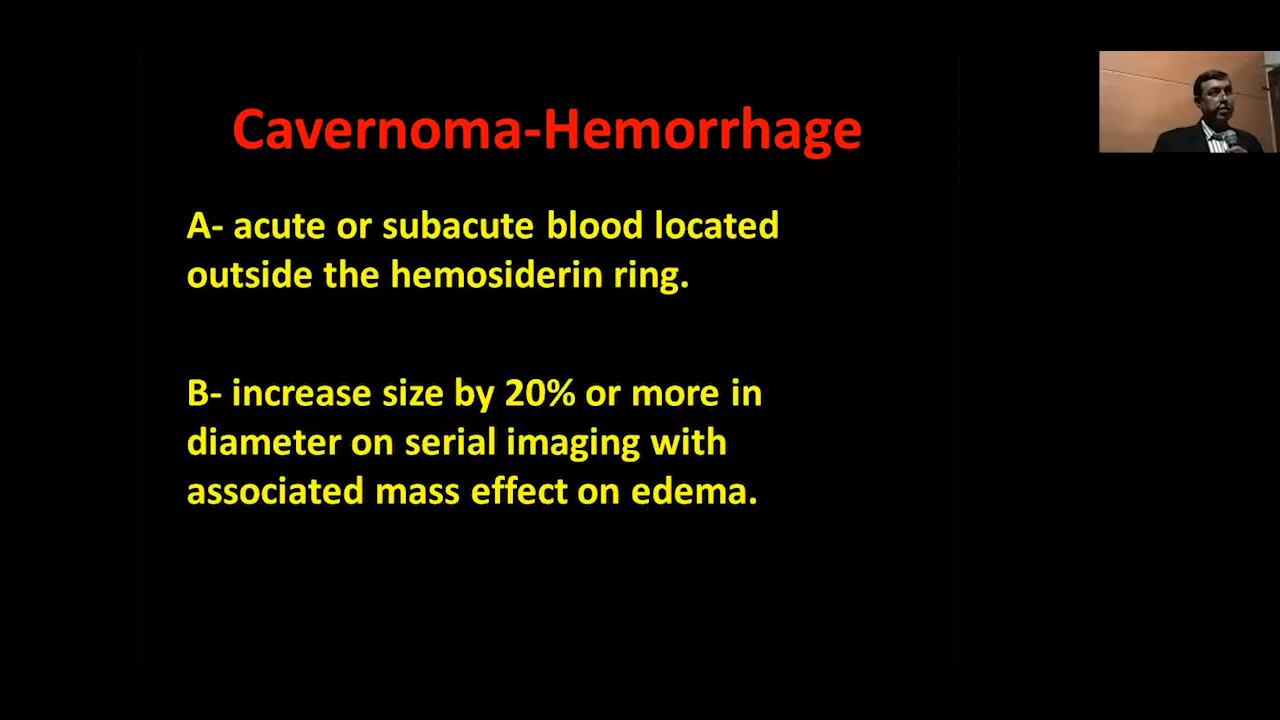 Cavernoma-Hemorrhage
A- acute or subacute blood located
outside the hemosiderin ring.
B- increase size by 20% or more in
diameter on serial imaging with
associated mass effect on edema.